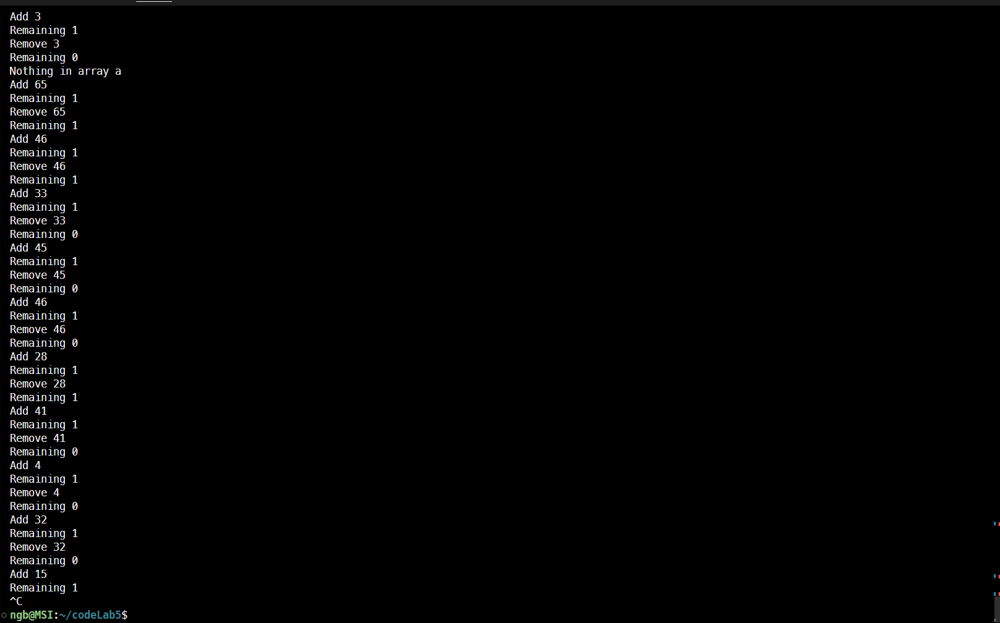 Add 3
Remaining 1
Remove 3
Remaining 0
Nothing in array a
Add 65
Remaining 1
Remove 65
Remaining 1
Add 46
Remaining 1
Remove 46
Remaining 1
Add 33
Remaining 1
Remove 33
Remaining 0
Add 45
Remaining 1
Remove 45
Remaining 0
Add 46
Remaining 1
Remove 46
Remaining 0
Add 28
Remaining 1
Remove 28
Remaining 1
Add 41
Remaining 1
Remove 41
Remaining 0
Add 4
Remaining 1
Remove 4
Remaining 0
Add 32
Remaining 1
Remove 32
Remaining 0
Add 15
Remaining 1
^C
ngb@MSI:~/codeLab5$